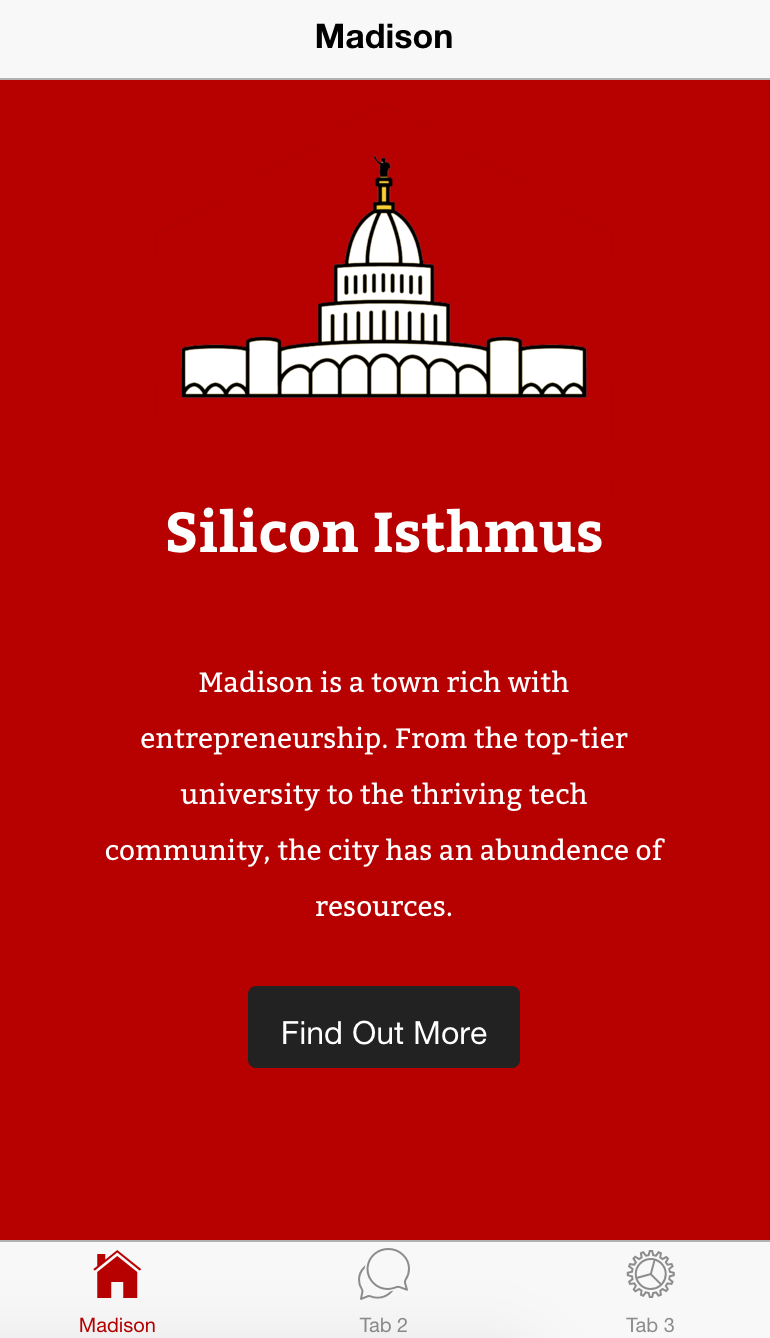 Madison
Silicon Isthmus
Madison is a town rich with
entrepreneurship. From the top-tier
university to the thriving tech
community, the city has an abundence of
resources.
Find Out More
Madison
Tab 2
Tab 3